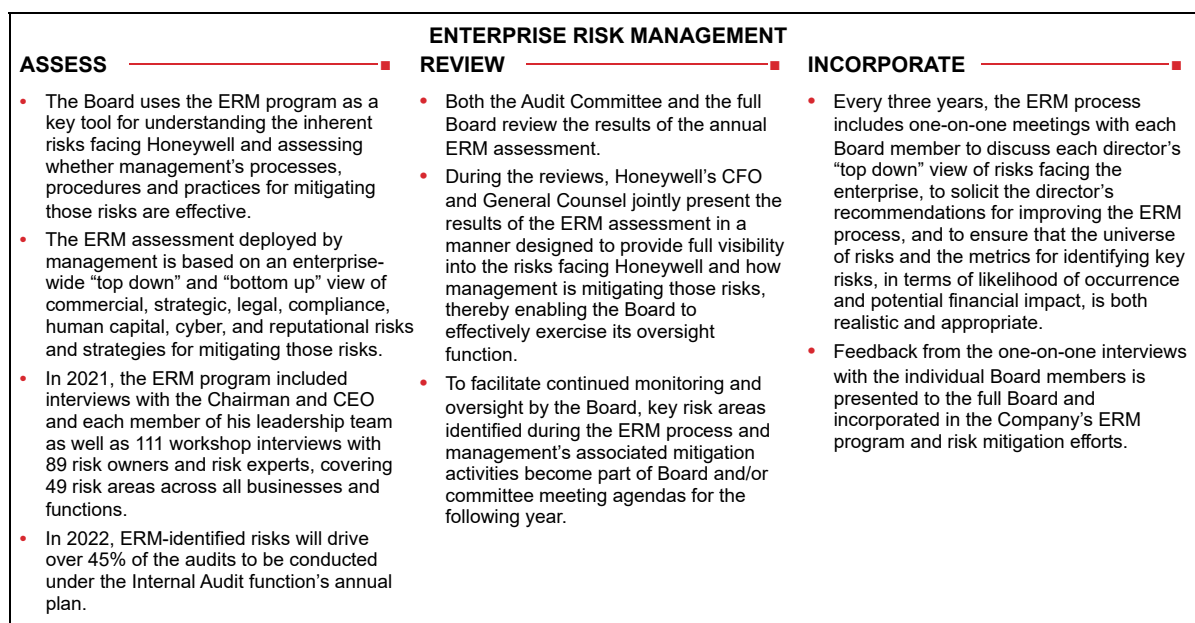 ENTERPRISE RISK MANAGEMENT
ASSESS
• The Board uses the ERM program as a
key tool for understanding the inherent
risks facing Honeywell and assessing
whether management’s processes,
procedures and practices for mitigating
those risks are effective.
• The ERM assessment deployed by
management is based on an enterprise-
wide “top down” and “bottom up” view of
commercial, strategic, legal, compliance,
human capital, cyber, and reputational risks
and strategies for mitigating those risks.
• In 2021, the ERM program included
interviews with the Chairman and CEO
and each member of his leadership team
as well as 111 workshop interviews with
89 risk owners and risk experts, covering
49 risk areas across all businesses and
functions.
• In 2022, ERM-identified risks will drive
over 45% of the audits to be conducted
under the Internal Audit function’s annual
plan.
REVIEW
• Both the Audit Committee and the full
Board review the results of the annual
ERM assessment.
• During the reviews, Honeywell’s CFO
and General Counsel jointly present the
results of the ERM assessment in a
manner designed to provide full visibility
into the risks facing Honeywell and how
management is mitigating those risks,
thereby enabling the Board to
effectively exercise its oversight
function.
• To facilitate continued monitoring and
oversight by the Board, key risk areas
identified during the ERM process and
management’s associated mitigation
activities become part of Board and/or
committee meeting agendas for the
following year.
INCORPORATE
• Every three years, the ERM process
includes one-on-one meetings with each
Board member to discuss each director’s
“top down” view of risks facing the
enterprise, to solicit the director’s
recommendations for improving the ERM
process, and to ensure that the universe
of risks and the metrics for identifying key
risks, in terms of likelihood of occurrence
and potential financial impact, is both
realistic and appropriate.
• Feedback from the one-on-one interviews
with the individual Board members is
presented to the full Board and
incorporated in the Company’s ERM
program and risk mitigation efforts.